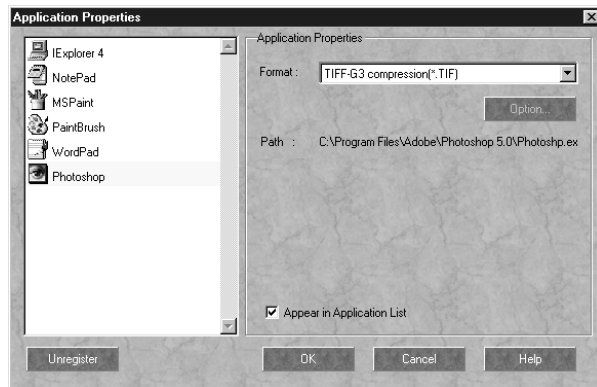 Application Properties
IExplorer 4
NotePad
MSPaint
PaintBrush
WordPad
Photoshop
Application Properties
Format :
TIFF-G3 compression(*.TIF)
Option...
Path :
C:\Program Files\Adobe\Photoshop 5.0\Photoshp.ex
Appear in Application List
Unregister
OK
Cancel
Help